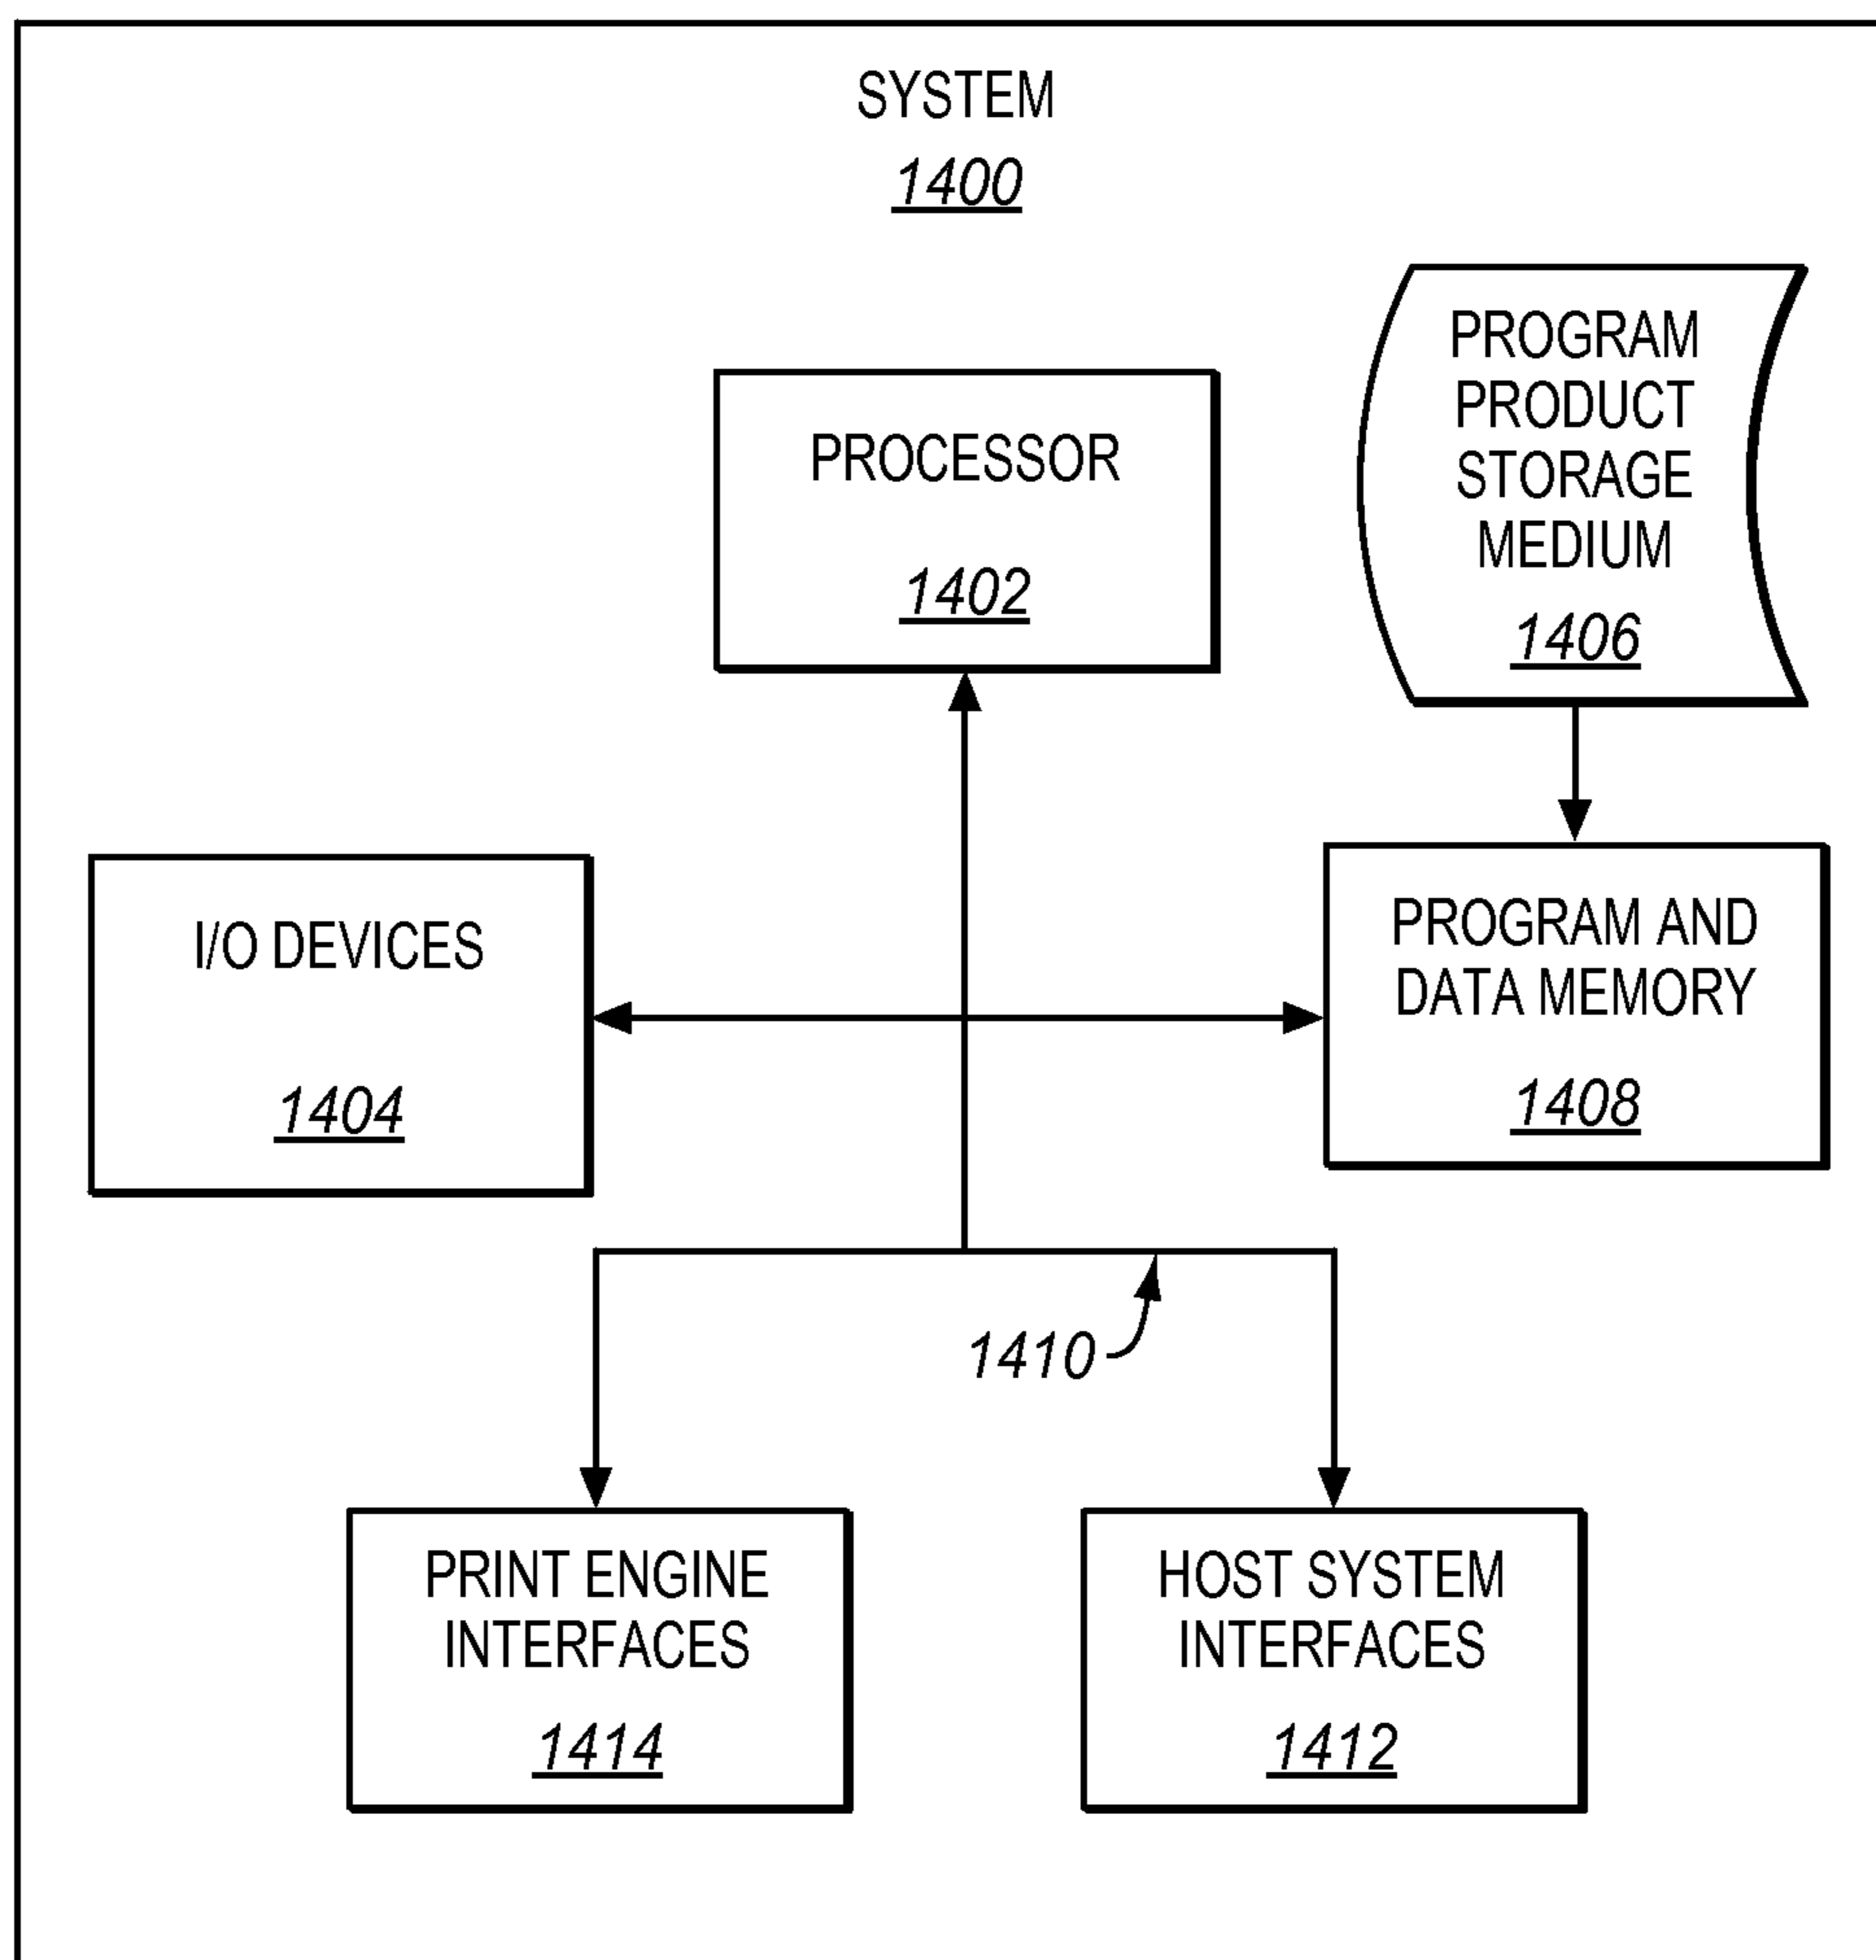 SYSTEM
1400
PROCESSOR
1402
PROGRAM
PRODUCT
STORAGE
MEDIUM
1406
I/O DEVICES
1404
PROGRAM AND
DATA MEMORY
1408
1410
PRINT ENGINE
INTERFACES
1414
HOST SYSTEM
INTERFACES
1412